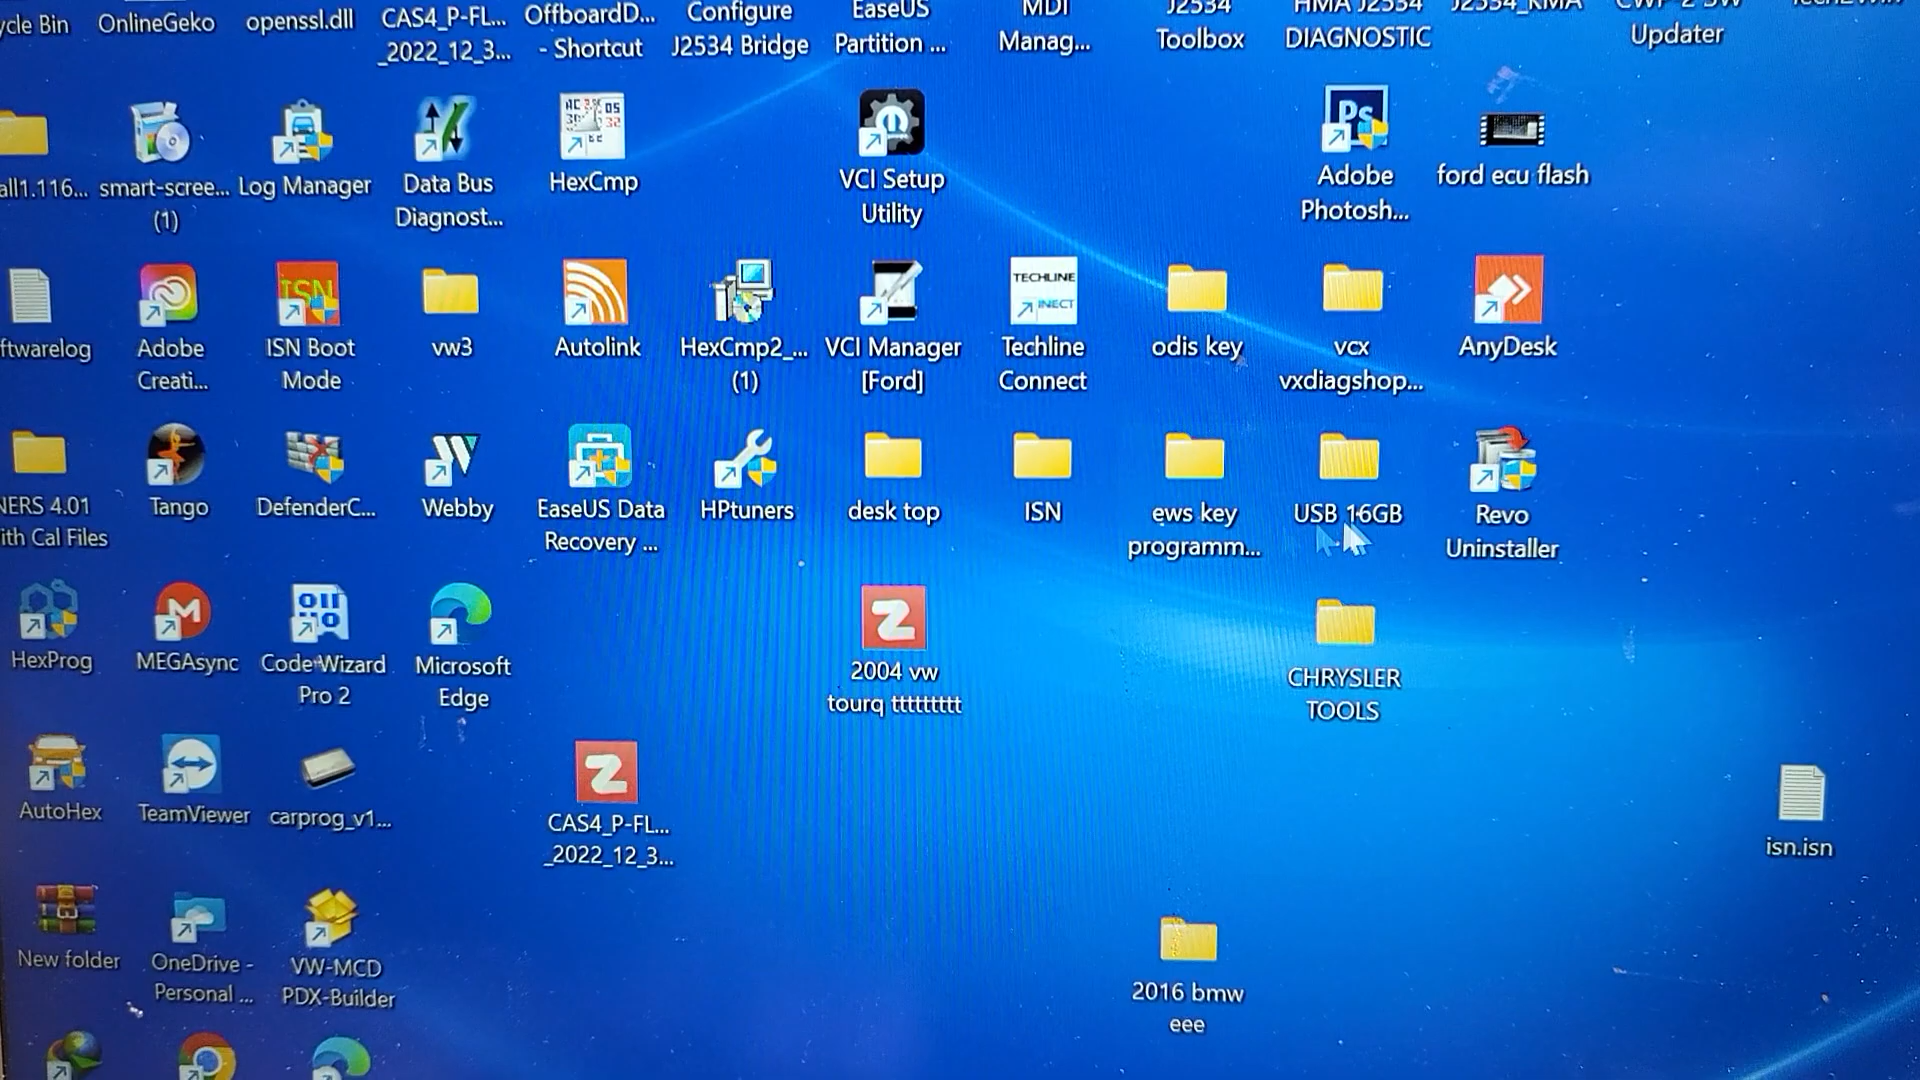 ycle Bin
OnlineGeko
openssl.dll
CAS4_P-FL...
_2022_12_3...
OffboardD...
- Shortcut
Configure
J2534 Bridge
EaseUS
Partition ...
MDI
Manag...
J2534
Toolbox
HMA J2534
DIAGNOSTIC
J2534_KMA
Updater
all1.116...
smart-scree...
(1)
Log Manager
Data Bus
Diagnost...
HexCmp
VCI Setup
Utility
Ps
Adobe
Photosh...
ford ecu flash
ftwarelog
Adobe
Creati...
ISN
ISN Boot
Mode
vw3
Autolink
HexCmp2_...
(1)
VCI Manager
[Ford]
TECHLINE
NECT
Techline
Connect
odis key
vcx
vxdiagshop...
AnyDesk
NERS 4.01
ith Cal Files
Tango
DefenderC...
Webby
EaseUS Data
Recovery ...
HPtuners
desk top
ISN
ews key
programm...
USB 16GB
Revo
Uninstaller
HexProg
MEGAsync
Code Wizard
Pro 2
Microsoft
Edge
2004 vw
tourq ttttttttt
CHRYSLER
TOOLS
AutoHex
TeamViewer
carprog_v1...
CAS4_P-FL...
_2022_12_3...
isn.isn
New folder
OneDrive -
Personal ...
VW-MCD
PDX-Builder
2016 bmw
eee